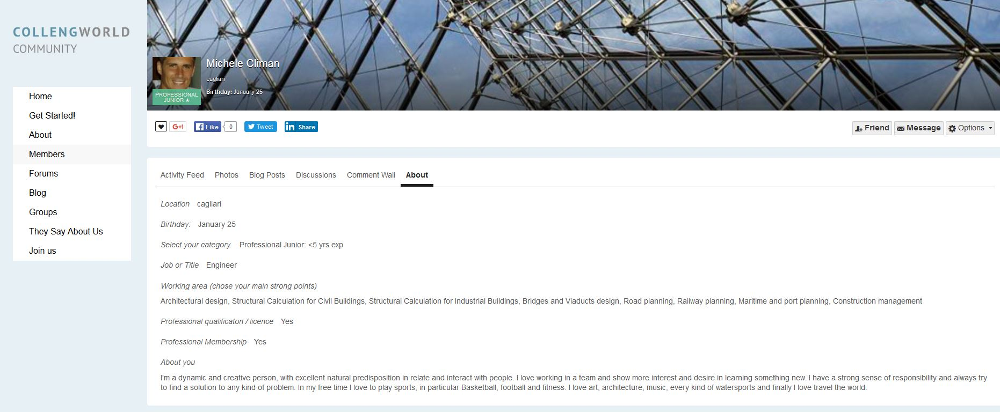 COLLENGWORLD
COMMUNITY
Home
Get Started!
About
Members
Forums
Blog
Groups
They Say About Us
Join us
Michele Climan
cagliari
Birthday: January 25
PROFESSIONAL
JUNIOR ★
G+1
Like 0
Tweet
in Share
Friend
Message
Options
Activity Feed Photos Blog Posts Discussions Comment Wall About
Location cagliari
Birthday: January 25
Select your category. Professional Junior: <5 yrs exp
Job or Title Engineer
Working area (chose your main strong points)
Architectural design, Structural Calculation for Civil Buildings, Structural Calculation for Industrial Buildings, Bridges and Viaducts design, Road planning, Railway planning, Maritime and port planning, Construction management
Professional qualificaton / licence Yes
Professional Membership Yes
About you
I'm a dynamic and creative person, with excellent natural predisposition in relate and interact with people. I love working in a team and show more interest and desire in learning something new. I have a strong sense of responsibility and always try
to find a solution to any kind of problem. In my free time I love to play sports, in particular Basketball, football and fitness. I love art, architecture, music, every kind of watersports and finally I love travel the world.